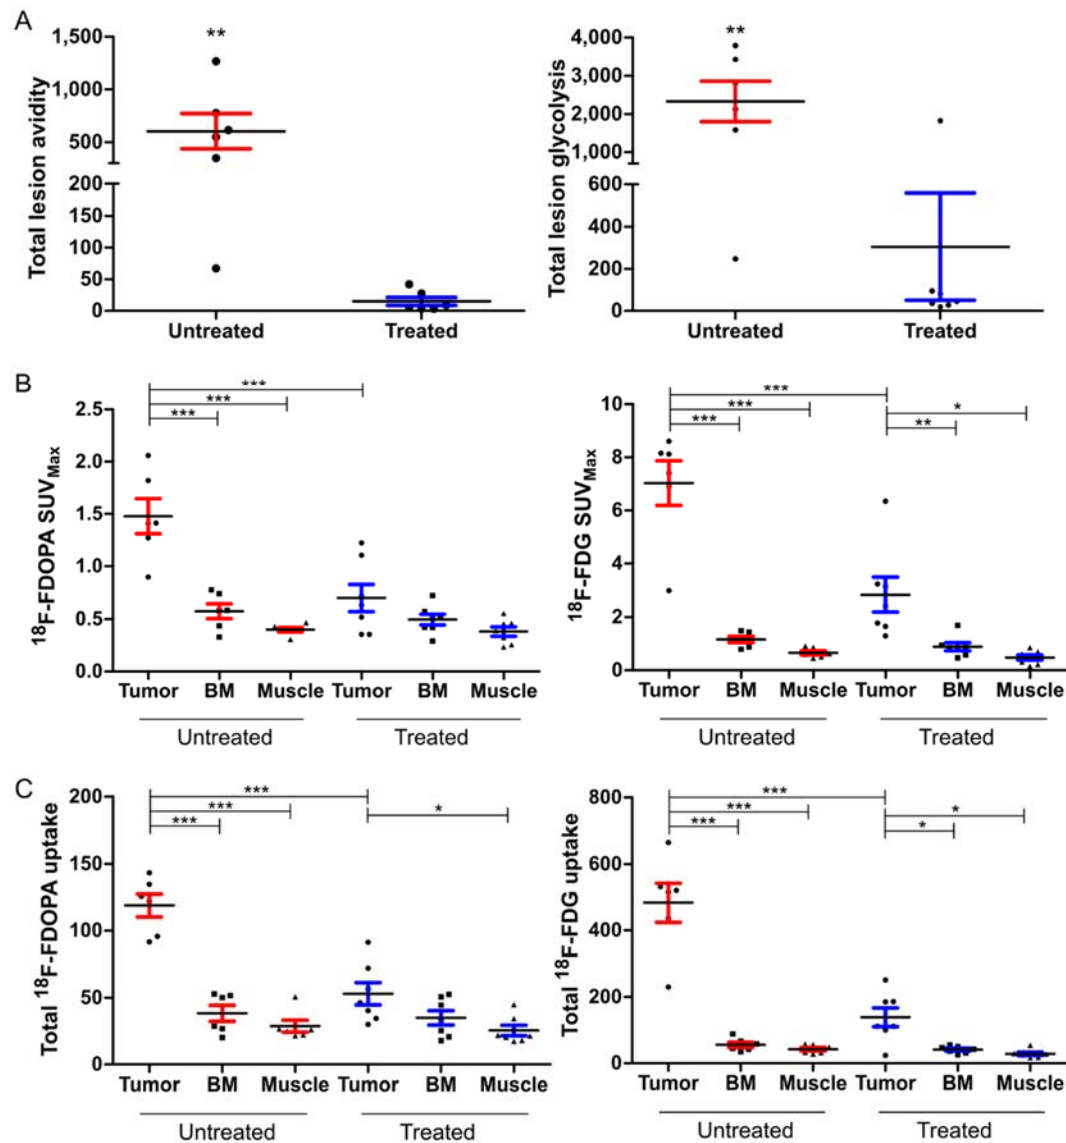 A
Total lesion avidity
1,500
1,000
500
200
150
100
50
0
**
Untreated
Treated
Total lesion glycolysis
4,000
3,000
2,000
1,000
600
400
200
0
**
Untreated
Treated
B
18F-FDOPA SUVMax
2.5
2.0
1.5
1.0
0.5
0.0
***
***
***
Tumor BM Muscle Tumor BM Muscle
Untreated Treated
18F-FDG SUVMax
10
8
6
4
2
0
***
*** *
*** **
Tumor BM Muscle Tumor BM Muscle
Untreated Treated
C
Total 18F-FDOPA uptake
200
150
100
50
0
***
*** *
***
Tumor BM Muscle Tumor BM Muscle
Untreated Treated
Total 18F-FDG uptake
800
600
400
200
0
***
*** *
*** *
Tumor BM Muscle Tumor BM Muscle
Untreated Treated